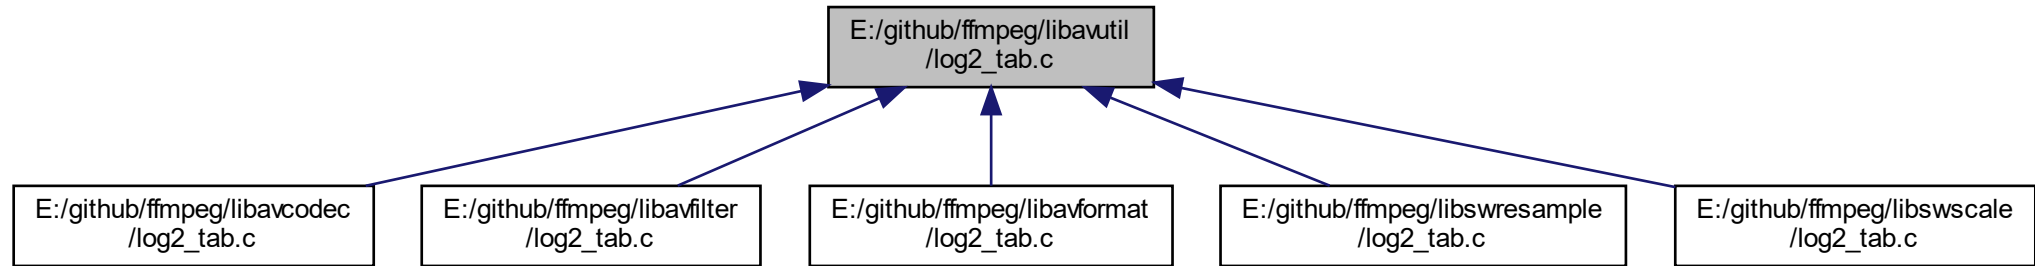 E:/github/ffmpeg/libavutil
/log2_tab.c
E:/github/ffmpeg/libavcodec
/log2_tab.c
E:/github/ffmpeg/libavfilter
/log2_tab.c
E:/github/ffmpeg/libavformat
/log2_tab.c
E:/github/ffmpeg/libswresample
/log2_tab.c
E:/github/ffmpeg/libswscale
/log2_tab.c